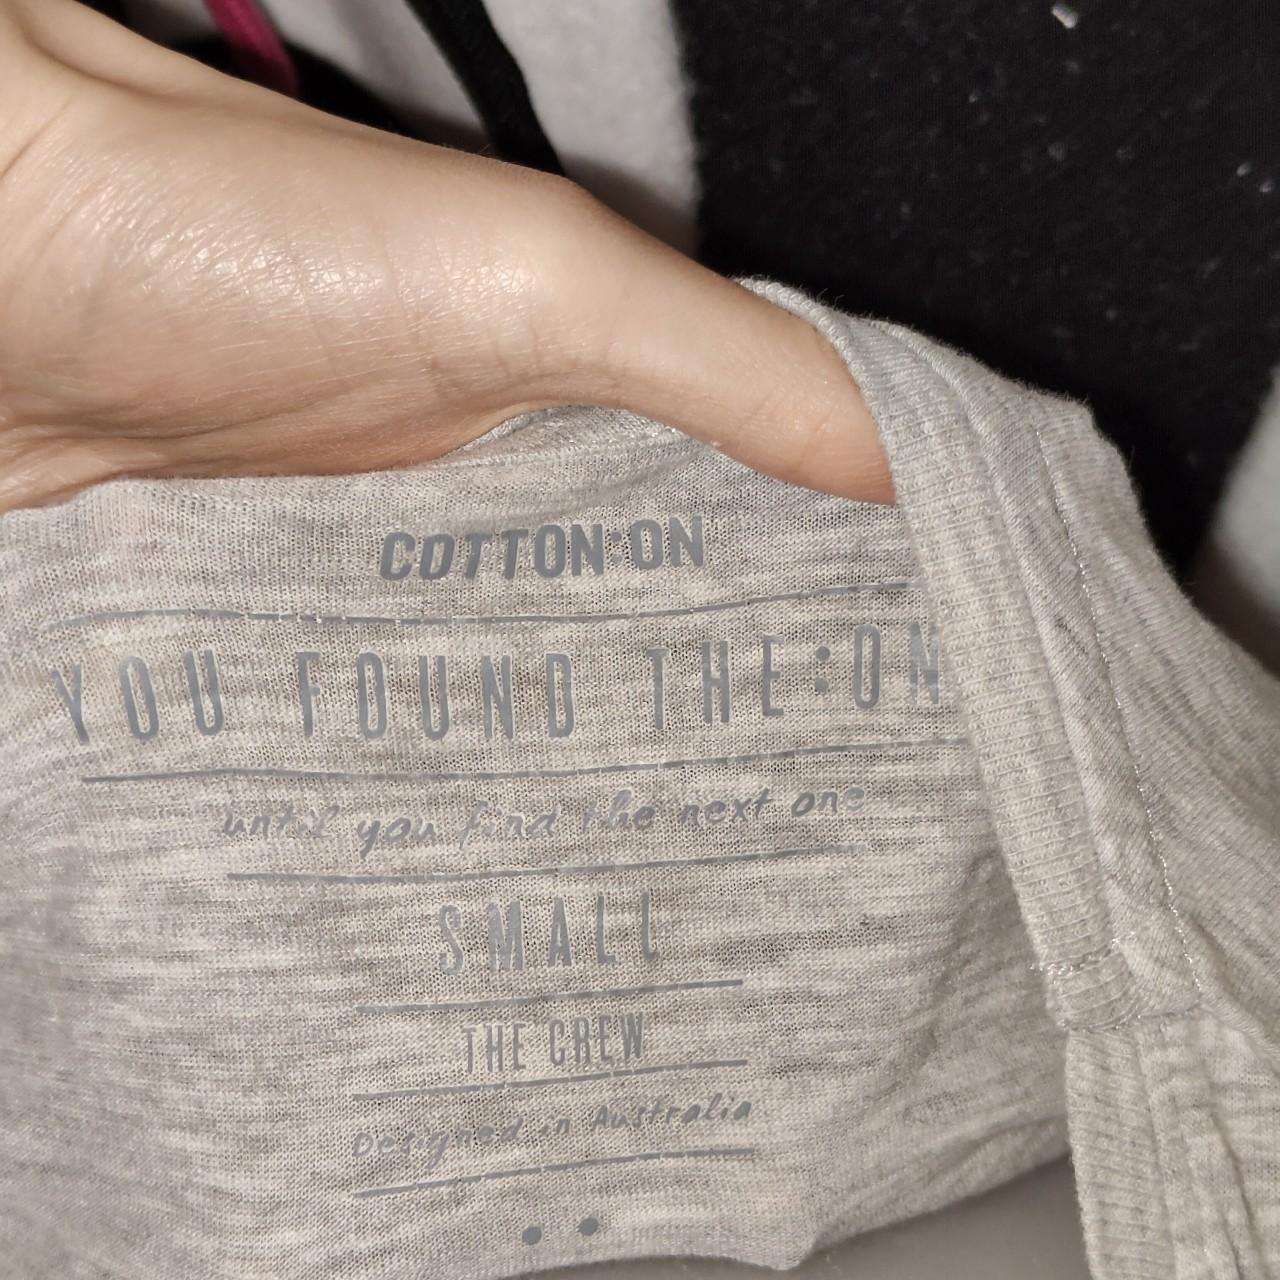 COTTON:ON
YOU FOUND THE:ON
until you find the next one
SMALL
THE CREW
Designed in Australia